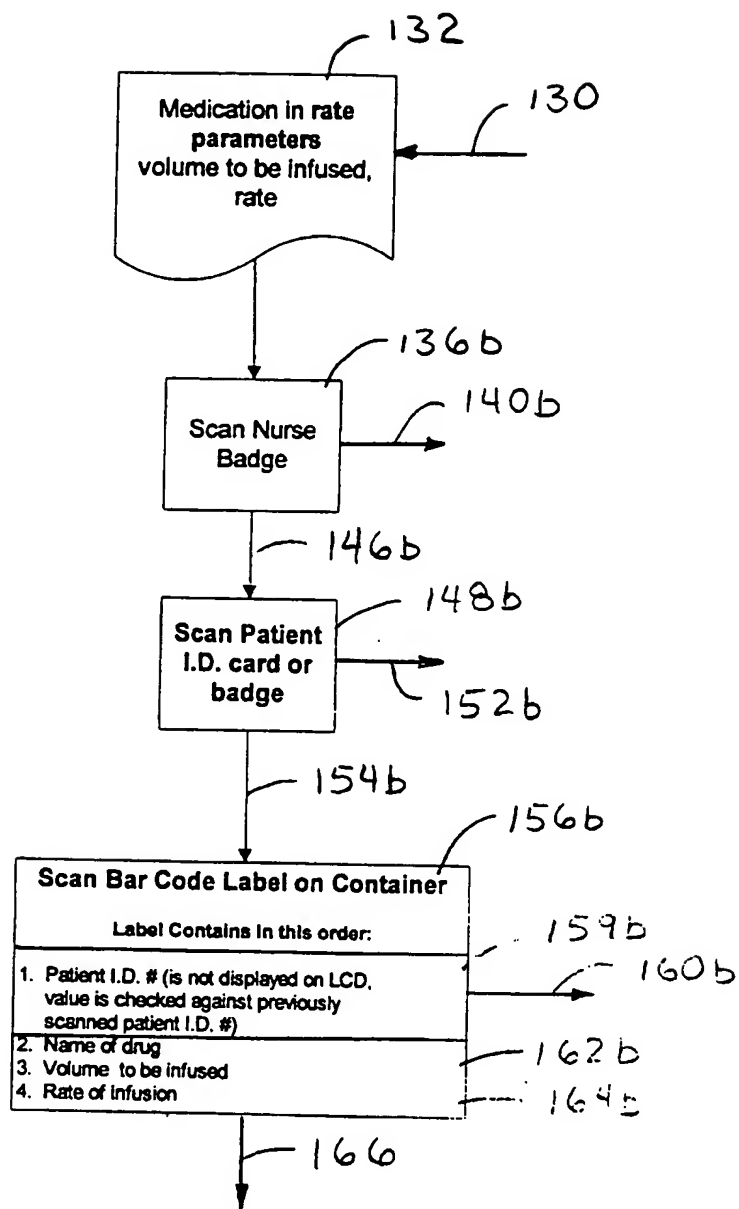 132
130
Medication in rate
parameters
volume to be infused,
rate
136b
140b
Scan Nurse
Badge
146b
148b
Scan Patient
I.D. card or
badge
152b
154b
156b
Scan Bar Code Label on Container
Label Contains in this order:
159b
160b
1. Patient I.D. # (is not displayed on LCD,
value is checked against previously
scanned patient I.D. #)
2. Name of drug
162b
3. Volume to be infused
4. Rate of Infusion
164b
166